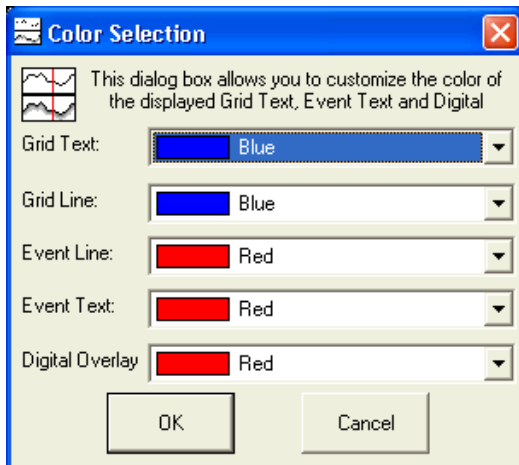 Color Selection
This dialog box allows you to customize the color of
the displayed Grid Text, Event Text and Digital
Grid Text: Blue
Grid Line: Blue
Event Line: Red
Event Text: Red
Digital Overlay Red
OK Cancel